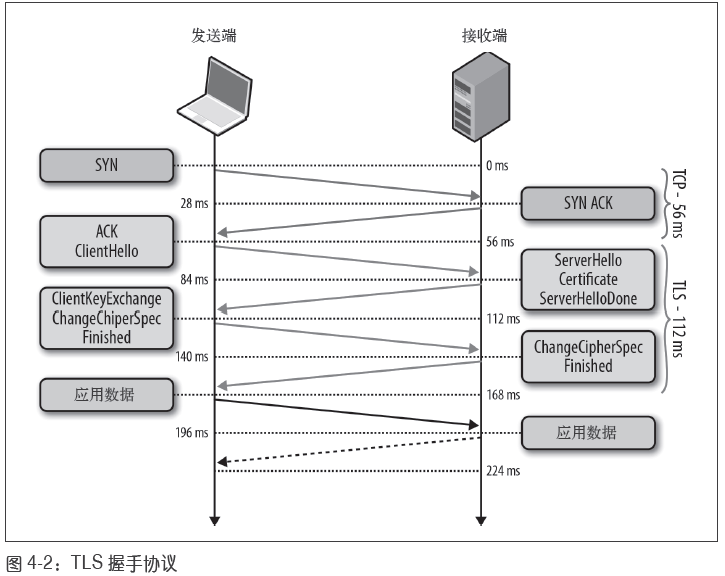 发送端
接收端
SYN
0 ms
28 ms
SYN ACK
TCP - 56 ms
ACK
ClientHello
56 ms
84 ms
ServerHello
Certificate
ServerHelloDone
TLS - 112 ms
ClientKeyExchange
ChangeChiperSpec
Finished
112 ms
140 ms
ChangeCipherSpec
Finished
应用数据
168 ms
196 ms
应用数据
224 ms
图 4-2：TLS 握手协议